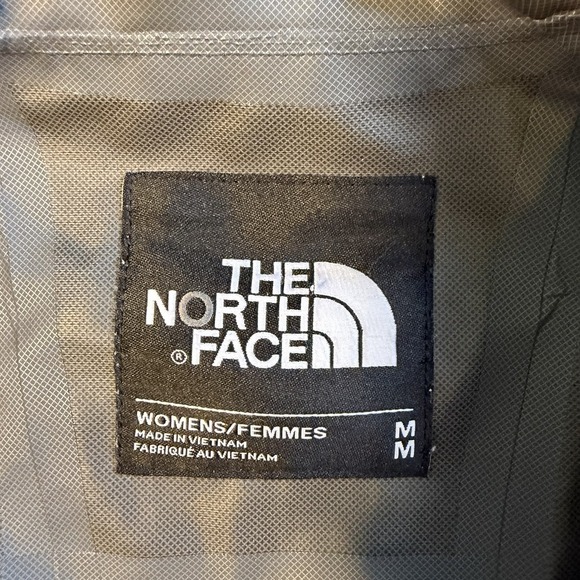 THE
NORTH
® FACE
WOMENS/FEMMES M
MADE IN VIETNAM M
FABRIQUÉ AU VIETNAM